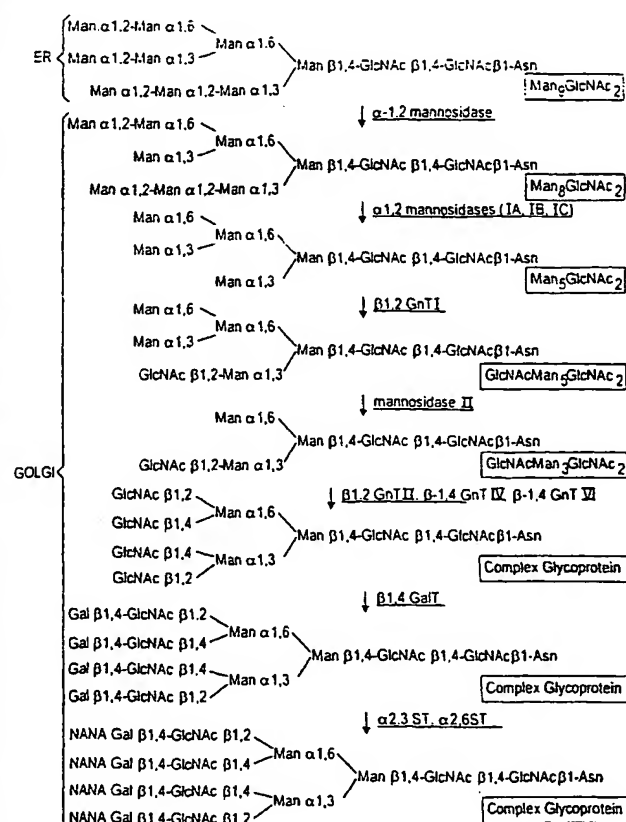 Man α1,2-Man α1,6
Man α1,6
ER
Man α1,2-Man α1,3
Man β1,4-GlcNAc β1,4-GlcNAcβ1-Asn
Man α1,2-Man α1,2-Man α1,3
Man9GlcNAc2
α-1,2 mannosidase
Man α1,2-Man α1,6
Man α1,6
Man α1,3
Man β1,4-GlcNAc β1,4-GlcNAcβ1-Asn
Man α1,2-Man α1,2-Man α1,3
Man8GlcNAc2
α1,2 mannosidases (IA, IB, IC)
Man α1,6
Man α1,6
Man α1,3
Man β1,4-GlcNAc β1,4-GlcNAcβ1-Asn
Man α1,3
Man5GlcNAc2
β1,2 GnTI
Man α1,6
Man α1,6
Man α1,3
Man β1,4-GlcNAc β1,4-GlcNAcβ1-Asn
GlcNAc β1,2-Man α1,3
GlcNAcMan5GlcNAc2
mannosidase II
Man α1,6
Man β1,4-GlcNAc β1,4-GlcNAcβ1-Asn
GlcNAc β1,2-Man α1,3
GlcNAcMan3GlcNAc2
GOLGI
β1,2 GnTII, β-1,4 GnT IV, β-1,4 GnT VI
GlcNAc β1,2
Man α1,6
GlcNAc β1,4
Man β1,4-GlcNAc β1,4-GlcNAcβ1-Asn
GlcNAc β1,4
Man α1,3
GlcNAc β1,2
Complex Glycoprotein
β1,4 GalT
Gal β1,4-GlcNAc β1,2
Man α1,6
Gal β1,4-GlcNAc β1,4
Man β1,4-GlcNAc β1,4-GlcNAcβ1-Asn
Gal β1,4-GlcNAc β1,4
Man α1,3
Gal β1,4-GlcNAc β1,2
Complex Glycoprotein
α2,3 ST, α2,6ST
NANA Gal β1,4-GlcNAc β1,2
Man α1,6
NANA Gal β1,4-GlcNAc β1,4
Man β1,4-GlcNAc β1,4-GlcNAcβ1-Asn
NANA Gal β1,4-GlcNAc β1,4
Man α1,3
NANA Gal β1,4-GlcNAc β1,2
Complex Glycoprotein